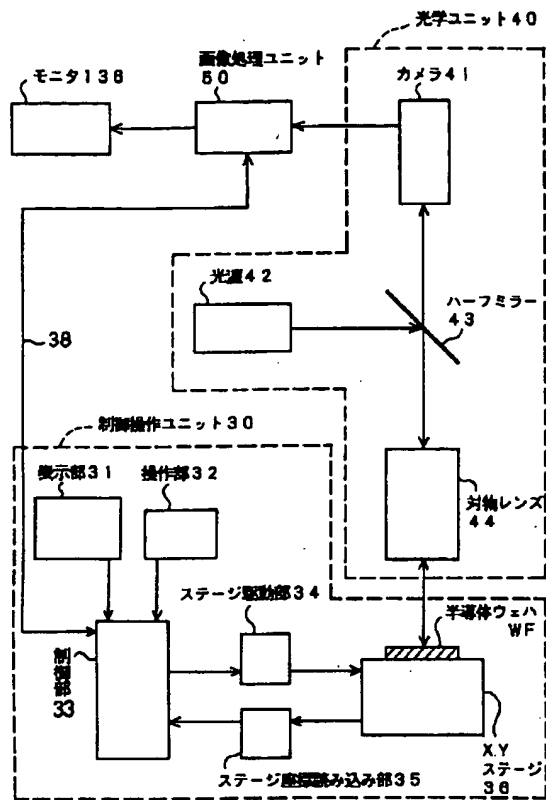 光学ユニット40
画像処理ユニット
50
モニタ136
カメラ41
光源42
ハーフミラー
43
38
制御操作ユニット30
表示部31
操作部32
対物レンズ
44
ステージ駆動部34
半導体ウェハ
WF
制御部
33
X.Y
ステージ
36
ステージ座標読み込み部35